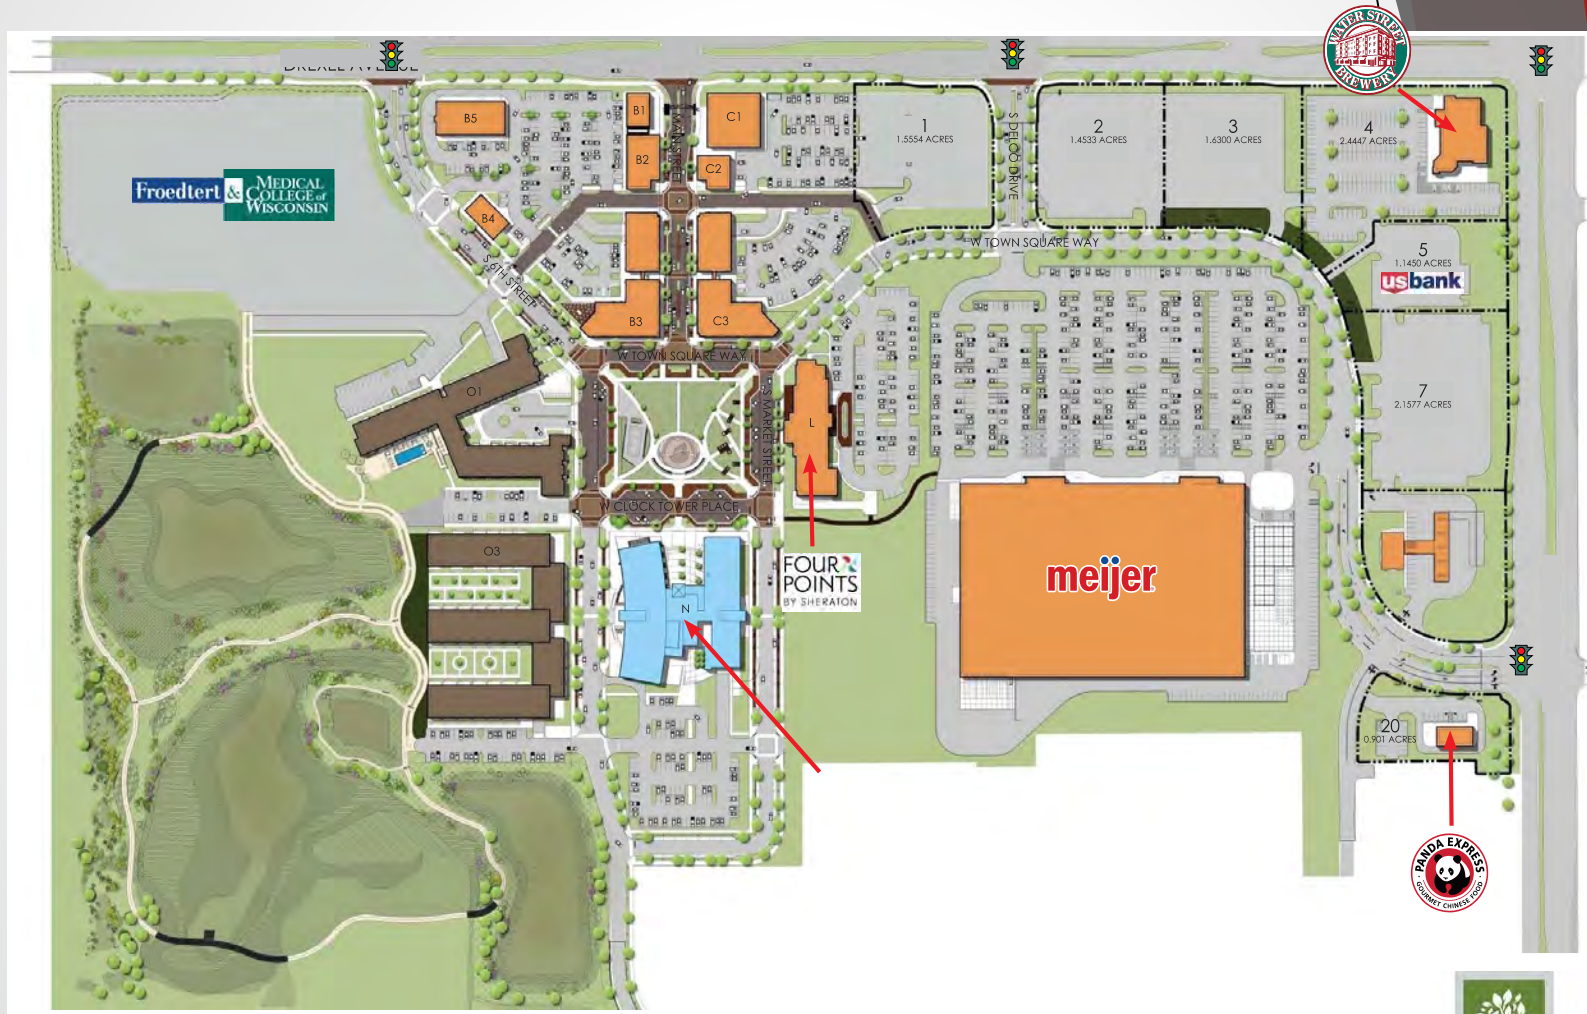 WATER STREET
BREWERY
DREXEL AVENUE
B5
B1
C1
MAIN STREET
B2
C2
1
1.5554 ACRES
S DELCO DRIVE
2
1.4533 ACRES
3
1.6300 ACRES
4
2.4447 ACRES
Froedtert & MEDICAL
COLLEGE of
WISCONSIN
B4
S 6TH STREET
W TOWN SQUARE WAY
5
1.1450 ACRES
usbank
B3
C3
W TOWN SQUARE WAY
O1
S MARKET STREET
L
7
2.1577 ACRES
W CLOCK TOWER PLACE
O3
FOUR
POINTS
BY SHERATON
meijer
N
20
0.901 ACRES
PANDA EXPRESS
GOURMET CHINESE FOOD